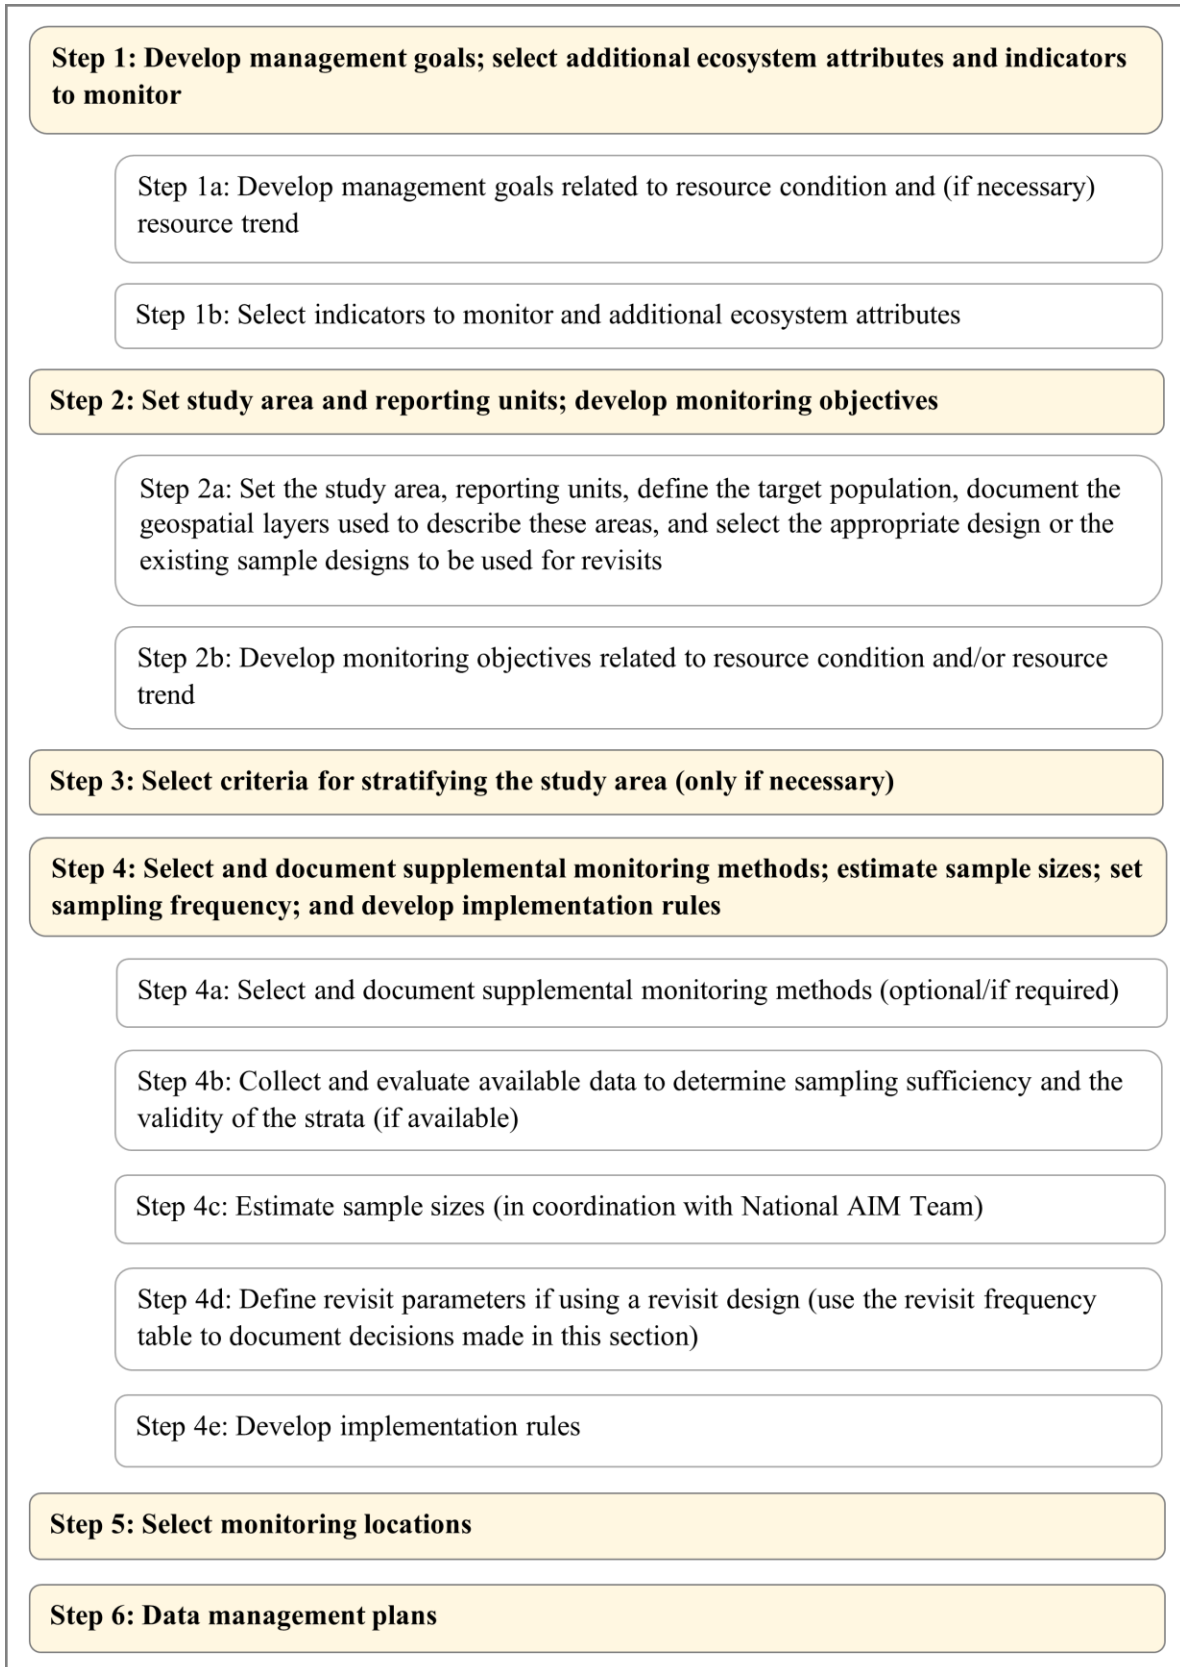 Step 1: Develop management goals; select additional ecosystem attributes and indicators
to monitor
Step 1a: Develop management goals related to resource condition and (if necessary)
resource trend
Step 1b: Select indicators to monitor and additional ecosystem attributes
Step 2: Set study area and reporting units; develop monitoring objectives
Step 2a: Set the study area, reporting units, define the target population, document the
geospatial layers used to describe these areas, and select the appropriate design or the
existing sample designs to be used for revisits
Step 2b: Develop monitoring objectives related to resource condition and/or resource
trend
Step 3: Select criteria for stratifying the study area (only if necessary)
Step 4: Select and document supplemental monitoring methods; estimate sample sizes; set
sampling frequency; and develop implementation rules
Step 4a: Select and document supplemental monitoring methods (optional/if required)
Step 4b: Collect and evaluate available data to determine sampling sufficiency and the
validity of the strata (if available)
Step 4c: Estimate sample sizes (in coordination with National AIM Team)
Step 4d: Define revisit parameters if using a revisit design (use the revisit frequency
table to document decisions made in this section)
Step 4e: Develop implementation rules
Step 5: Select monitoring locations
Step 6: Data management plans